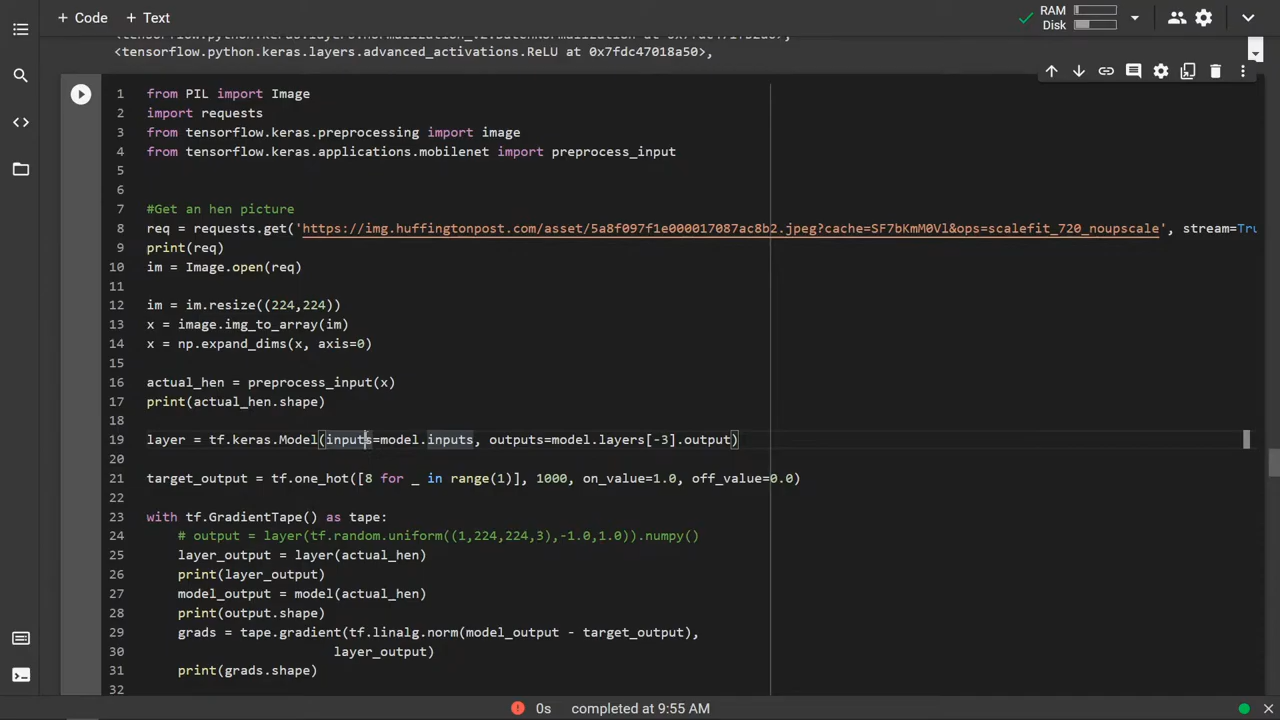 + Code + Text
RAM
Disk
<tensorflow.python.keras.layers.advanced_activations.ReLU at 0x7fdc47018a50>,
1 from PIL import Image
2 import requests
3 from tensorflow.keras.preprocessing import image
4 from tensorflow.keras.applications.mobilenet import preprocess_input
5
6
7 #Get an hen picture
8 req = requests.get('https://img.huffingtonpost.com/asset/5a8f097f1e000017087ac8b2.jpeg?cache=SF7bKmM0Vl&ops=scalefit_720_noupscale', stream=Tru
9 print(req)
10 im = Image.open(req)
11
12 im = im.resize((224,224))
13 x = image.img_to_array(im)
14 x = np.expand_dims(x, axis=0)
15
16 actual_hen = preprocess_input(x)
17 print(actual_hen.shape)
18
19 layer = tf.keras.Model(inputs=model.inputs, outputs=model.layers[-3].output)
20
21 target_output = tf.one_hot([8 for _ in range(1)], 1000, on_value=1.0, off_value=0.0)
22
23 with tf.GradientTape() as tape:
24 # output = layer(tf.random.uniform((1,224,224,3),-1.0,1.0)).numpy()
25 layer_output = layer(actual_hen)
26 print(layer_output)
27 model_output = model(actual_hen)
28 print(output.shape)
29 grads = tape.gradient(tf.linalg.norm(model_output - target_output),
30 layer_output)
31 print(grads.shape)
32
0s completed at 9:55 AM